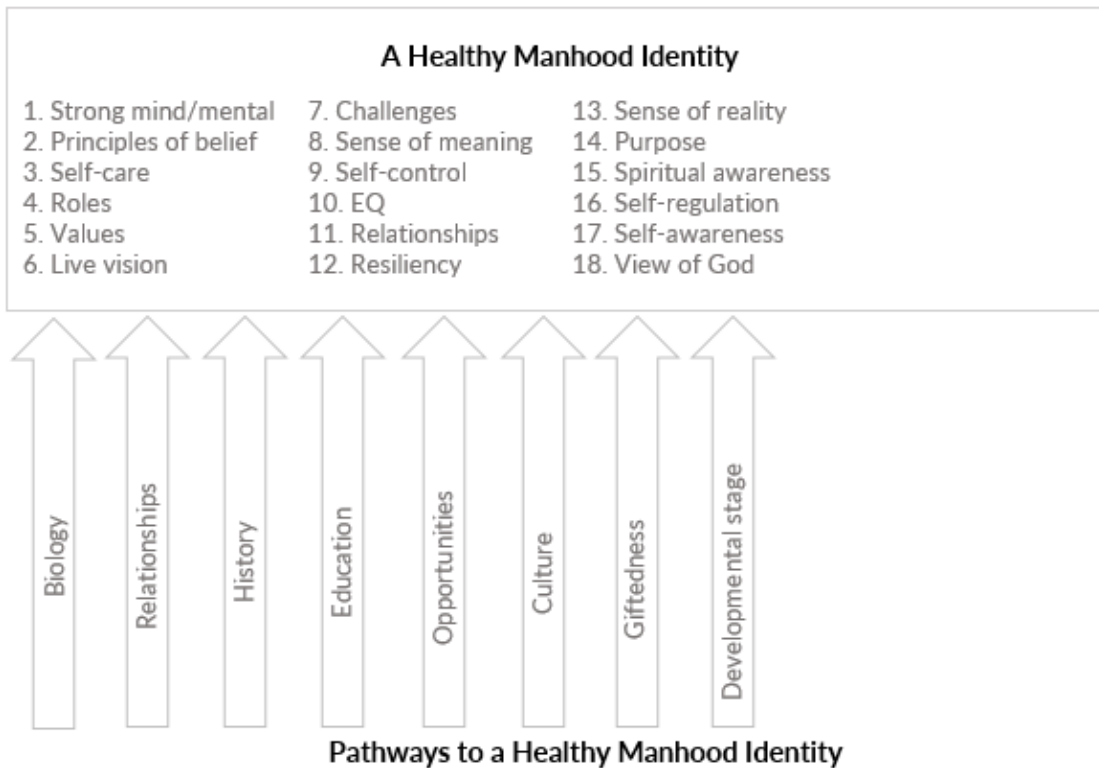 A Healthy Manhood Identity
1. Strong mind/mental
2. Principles of belief
3. Self-care
4. Roles
5. Values
6. Live vision
7. Challenges
8. Sense of meaning
9. Self-control
10. EQ
11. Relationships
12. Resiliency
13. Sense of reality
14. Purpose
15. Spiritual awareness
16. Self-regulation
17. Self-awareness
18. View of God
Biology
Relationships
History
Education
Opportunities
Culture
Giftedness
Developmental stage
Pathways to a Healthy Manhood Identity